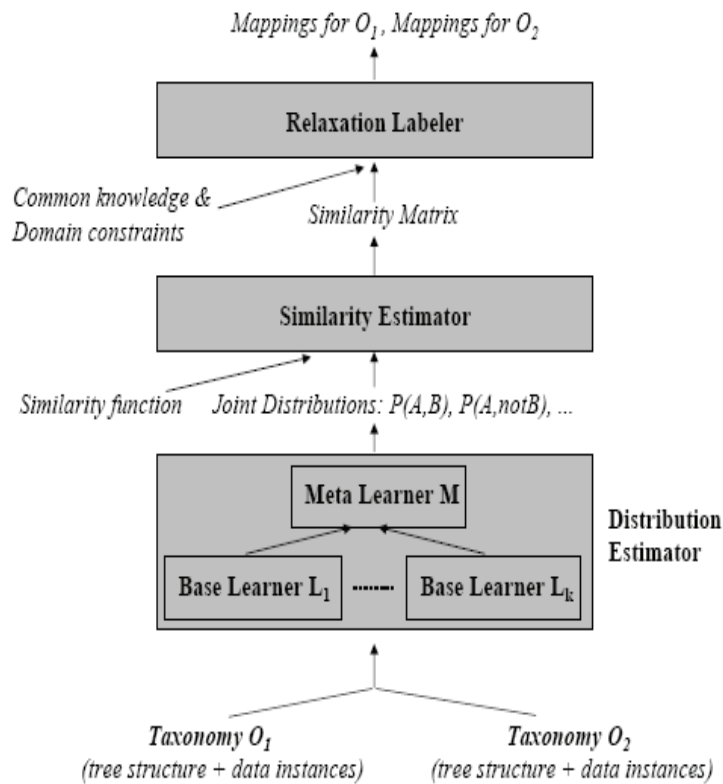 Mappings for O1 , Mappings for O2
Relaxation Labeler
Common knowledge &
Domain constraints
Similarity Matrix
Similarity Estimator
Similarity function
Joint Distributions: P(A,B), P(A,notB), ...
Meta Learner M
Distribution
Estimator
Base Learner L1 ........ Base Learner Lk
Taxonomy O1
(tree structure + data instances)
Taxonomy O2
(tree structure + data instances)